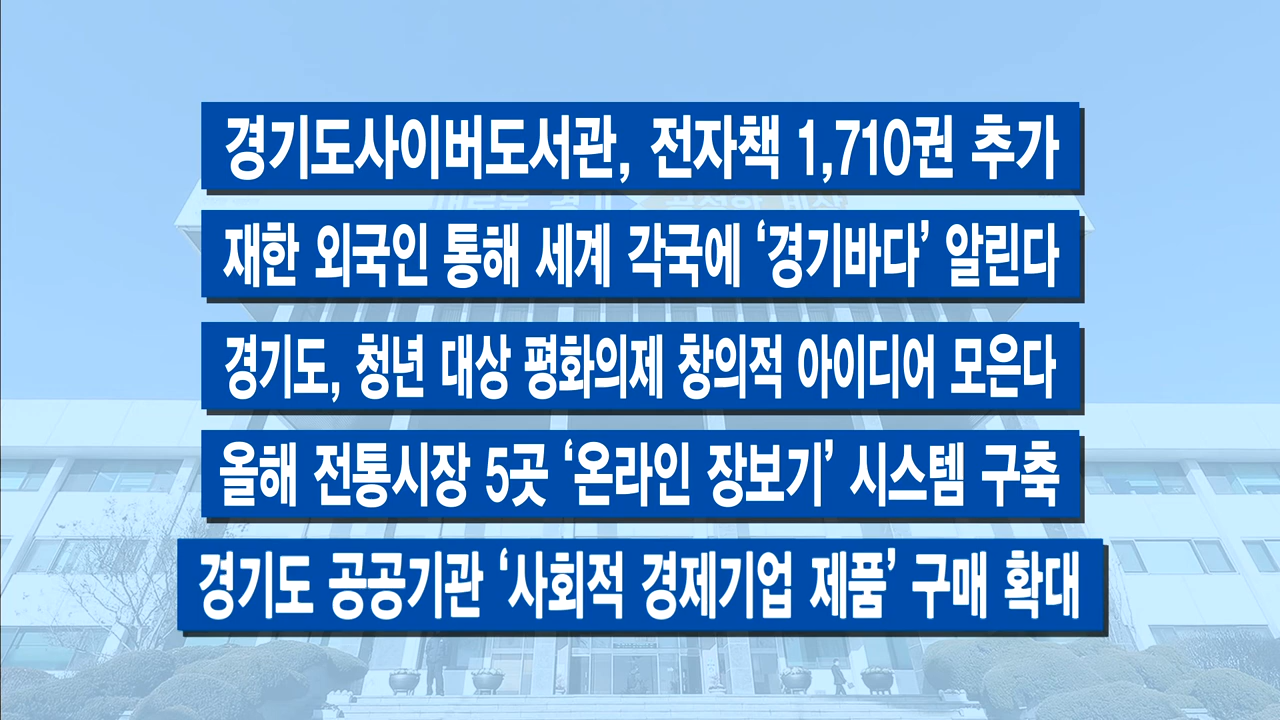 경기도사이버도서관, 전자책 1,710권 추가
재한 외국인 통해 세계 각국에 ‘경기바다’ 알린다
경기도, 청년 대상 평화의제 창의적 아이디어 모은다
올해 전통시장 5곳 ‘온라인 장보기’ 시스템 구축
경기도 공공기관 ‘사회적 경제기업 제품’ 구매 확대